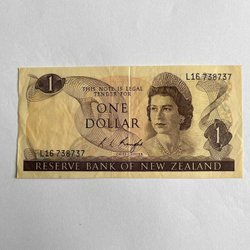 1
L16 738737
THIS NOTE IS LEGAL
TENDER FOR
ONE
DOLLAR
L16 738737
1
RESERVE BANK OF NEW ZEALAND